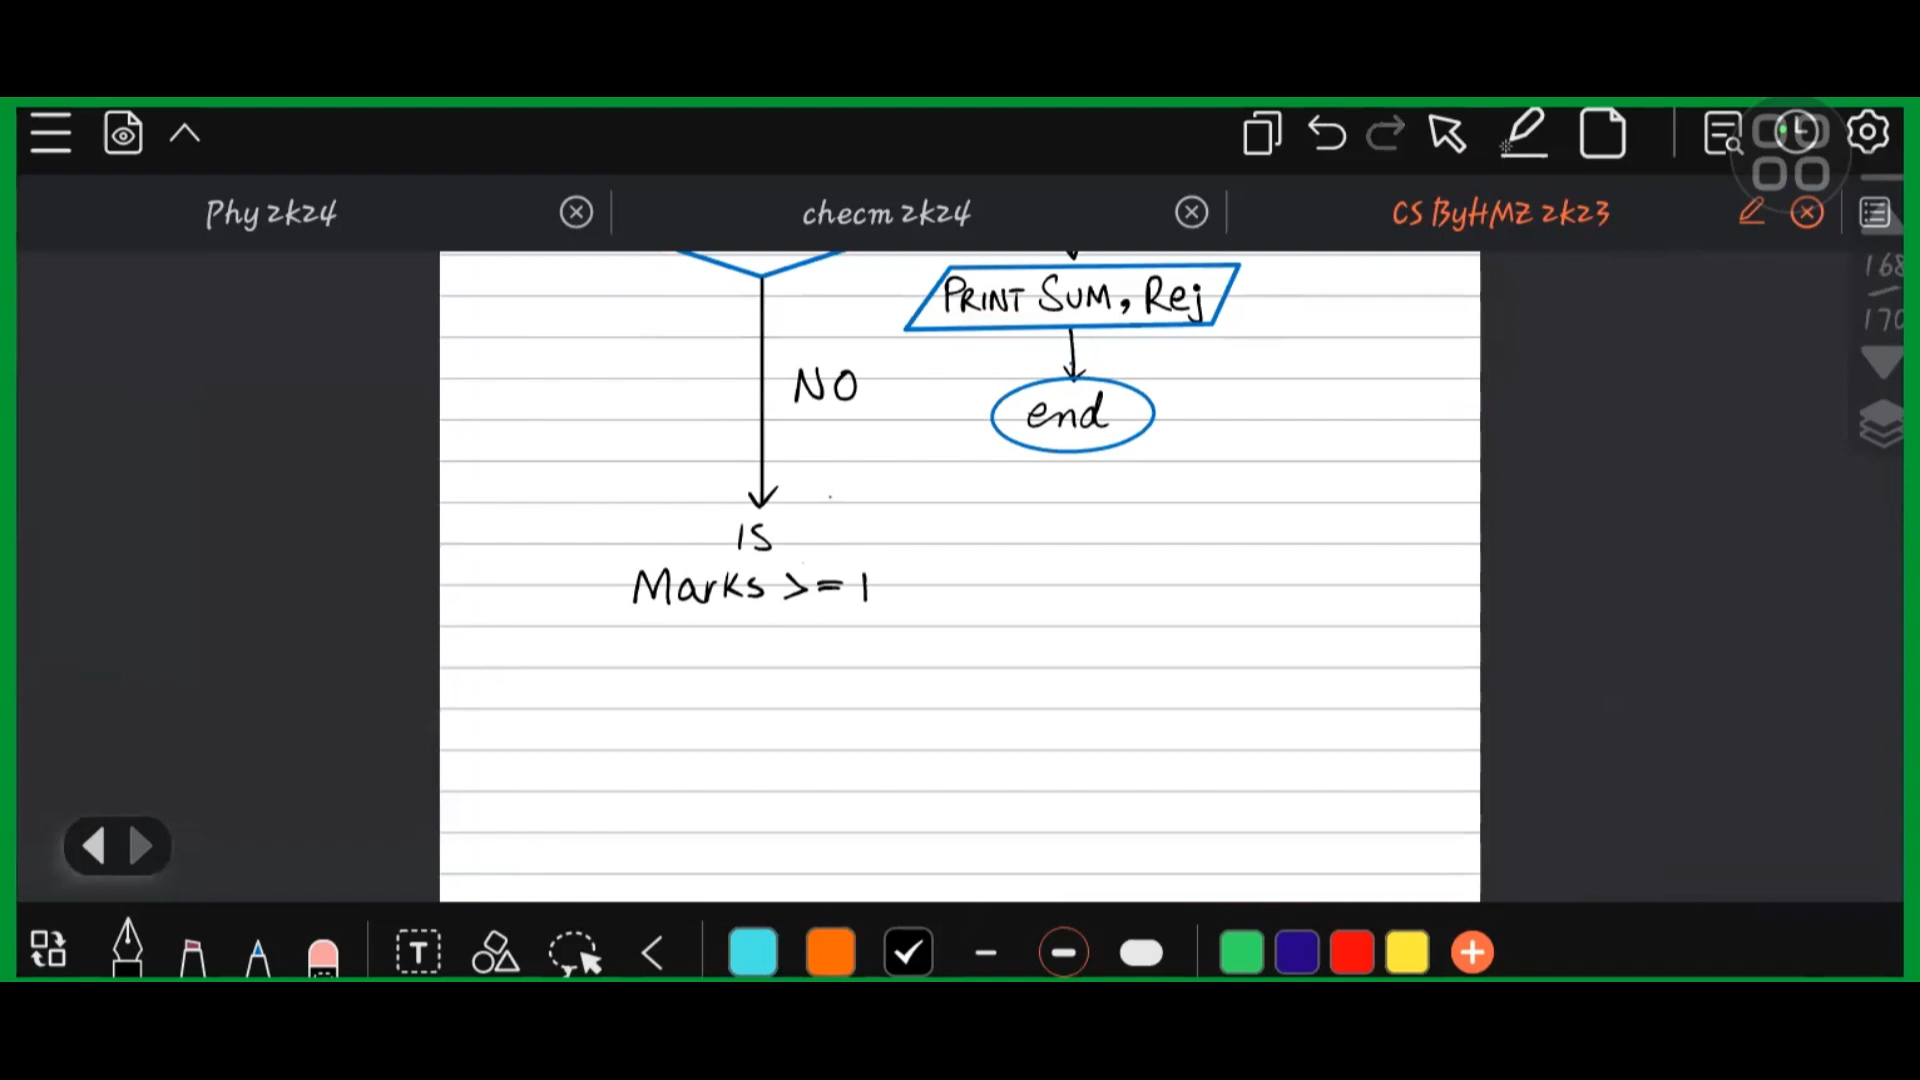 Phy 2k24
checm 2k24
CS ByHMZ 2k23
168
170
PRINT SUM, Rej
NO
end
IS
Marks >= 1
T